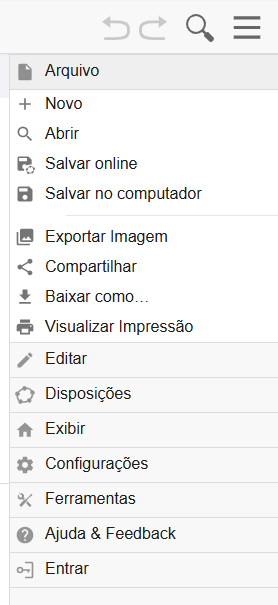 Arquivo
Novo
Abrir
Salvar online
Salvar no computador
Exportar Imagem
Compartilhar
Baixar como…
Visualizar Impressão
Editar
Disposições
Exibir
Configurações
Ferramentas
Ajuda & Feedback
Entrar